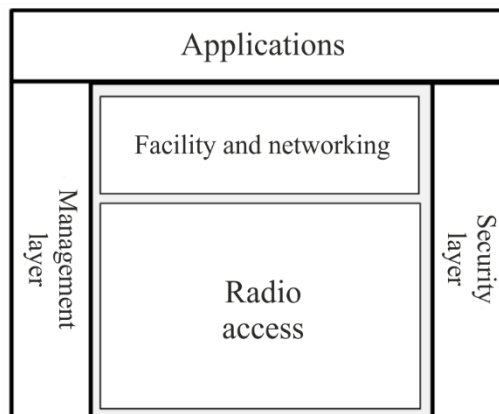 Applications
Facility and networking
Management
layer
Radio
access
Security
layer